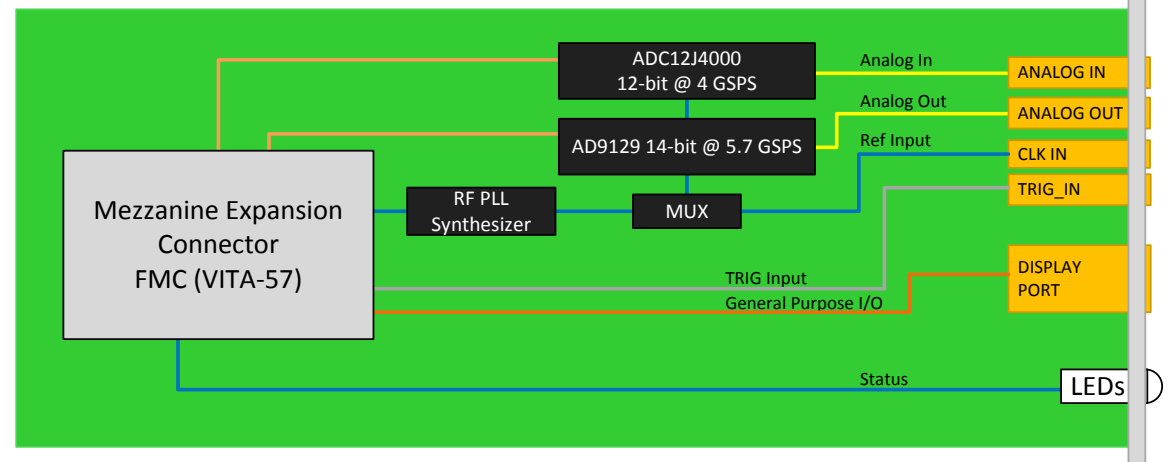 ADC12J4000
12-bit @ 4 GSPS
Analog In
ANALOG IN
Analog Out
ANALOG OUT
AD9129 14-bit @ 5.7 GSPS
Ref Input
CLK IN
TRIG_IN
Mezzanine Expansion
Connector
FMC (VITA-57)
RF PLL
Synthesizer
MUX
TRIG Input
General Purpose I/O
DISPLAY
PORT
Status
LEDs